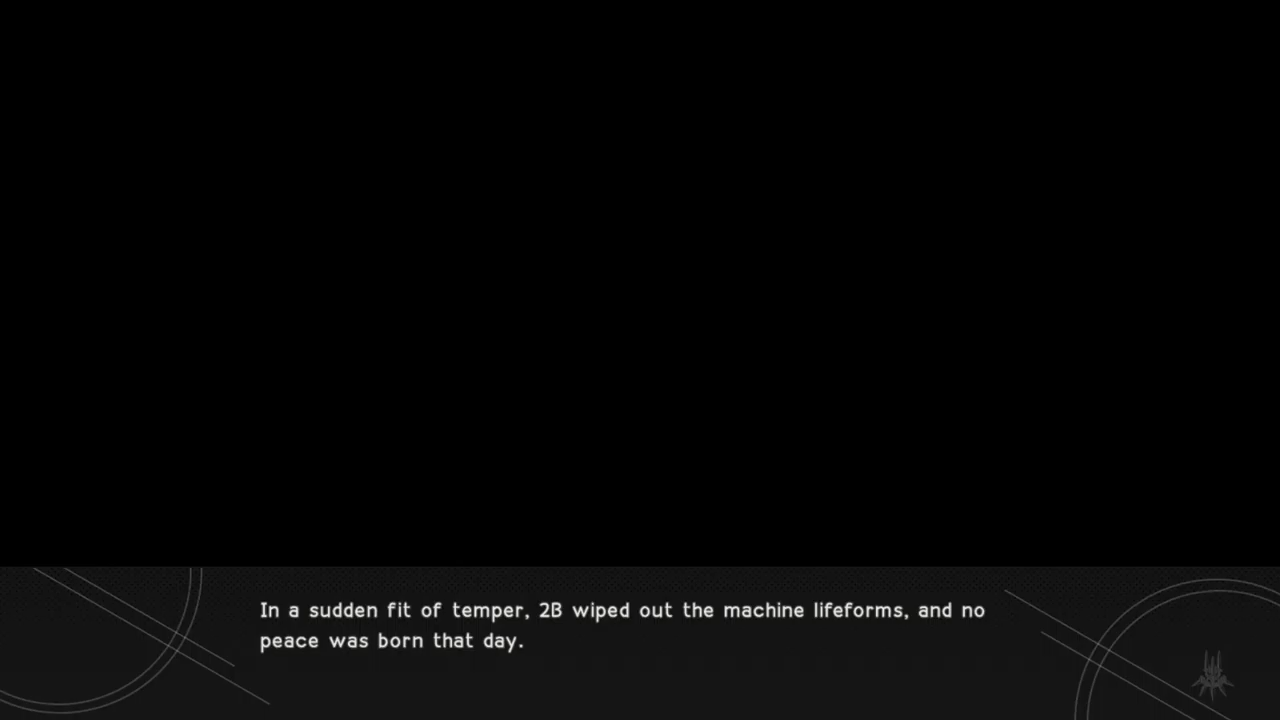 In a sudden fit of temper, 2B wiped out the machine lifeforms, and no
peace was born that day.